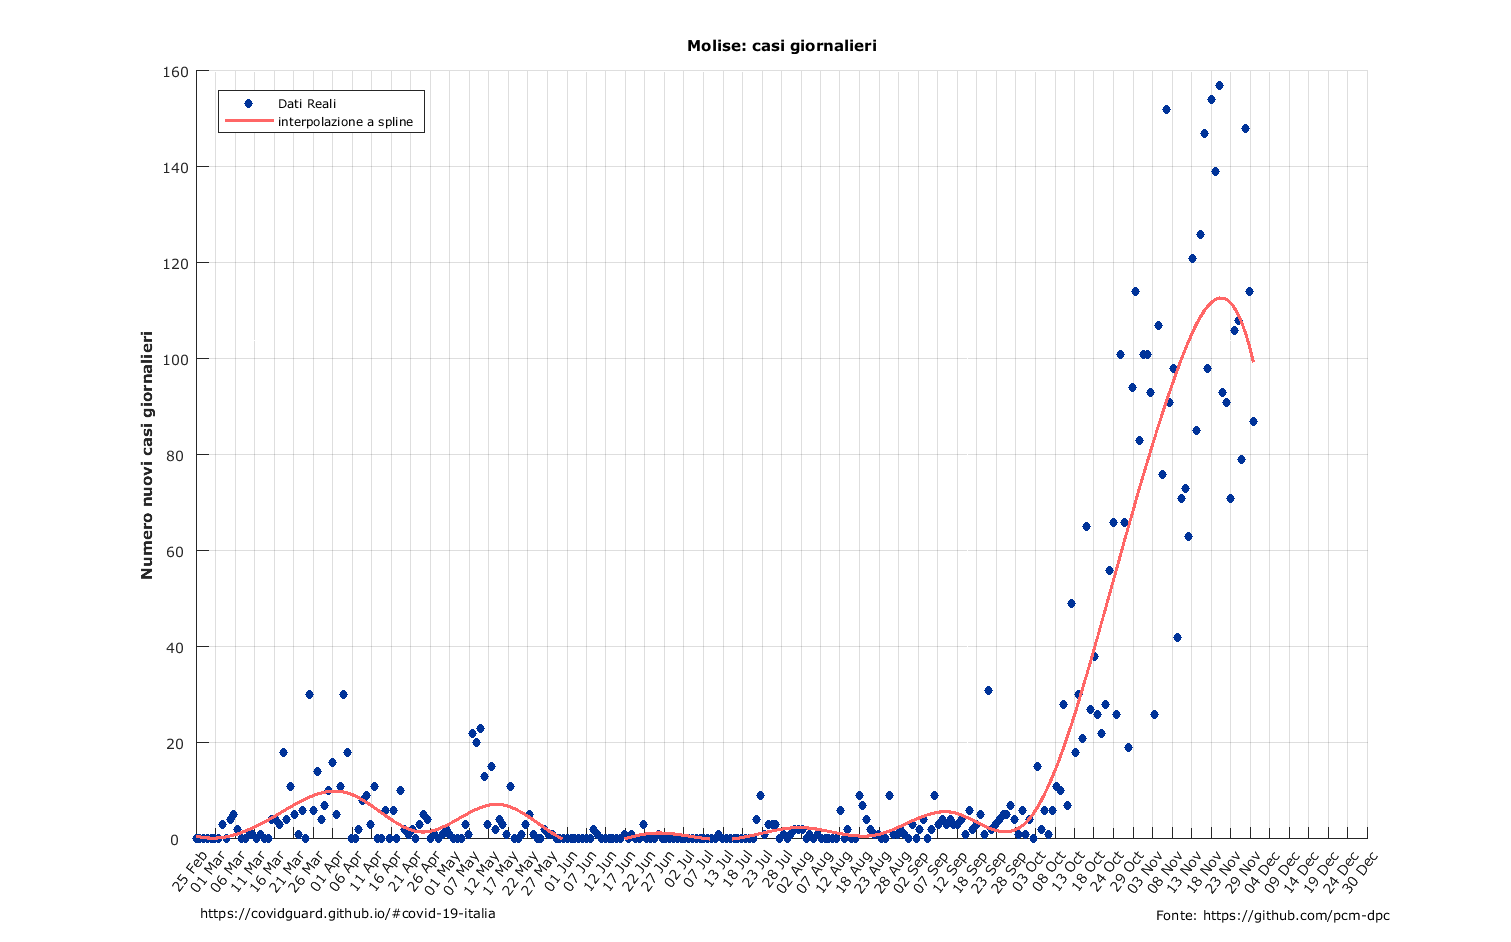 Molise: casi giornalieri
160
140
120
100
80
60
40
20
0
Dati Reali
interpolazione a spline
Numero nuovi casi giornalieri
25 Feb
01 Mar
06 Mar
11 Mar
16 Mar
21 Mar
26 Mar
01 Apr
06 Apr
11 Apr
16 Apr
21 Apr
26 Apr
01 May
07 May
12 May
17 May
22 May
27 May
01 Jun
07 Jun
12 Jun
17 Jun
22 Jun
27 Jun
02 Jul
07 Jul
13 Jul
18 Jul
23 Jul
28 Jul
02 Aug
07 Aug
12 Aug
18 Aug
23 Aug
28 Aug
02 Sep
07 Sep
12 Sep
18 Sep
23 Sep
28 Sep
03 Oct
08 Oct
13 Oct
18 Oct
24 Oct
29 Oct
03 Nov
08 Nov
13 Nov
18 Nov
23 Nov
29 Nov
04 Dec
09 Dec
14 Dec
19 Dec
24 Dec
30 Dec
https://covidguard.github.io/#covid-19-italia
Fonte: https://github.com/pcm-dpc